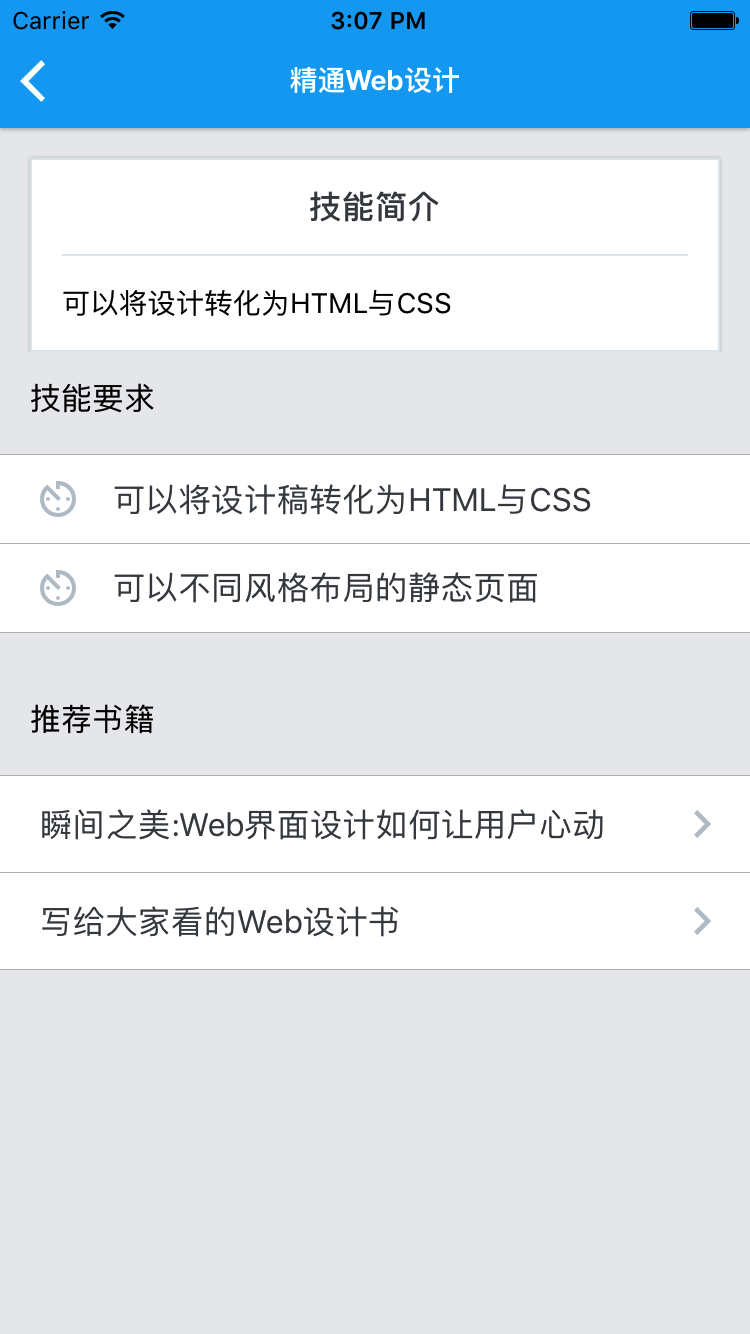 Carrier 3:07 PM
精通Web设计
技能简介
可以将设计转化为HTML与CSS
技能要求
可以将设计稿转化为HTML与CSS
可以不同风格布局的静态页面
推荐书籍
瞬间之美:Web界面设计如何让用户心动
写给大家看的Web设计书